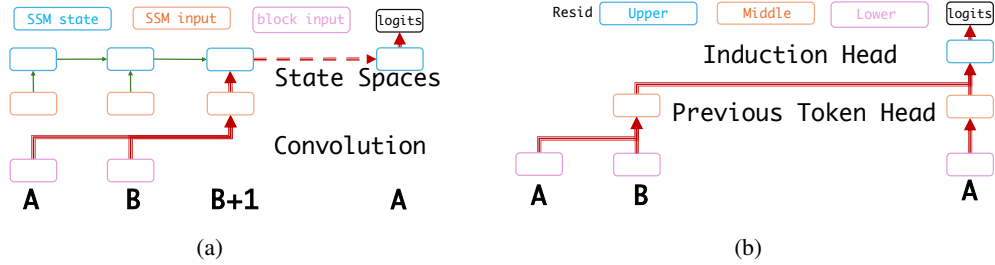 SSM state SSM input block input logits
State Spaces
Convolution
A B B+1 A
(a)
Resid Upper Middle Lower logits
Induction Head
Previous Token Head
A B A
(b)